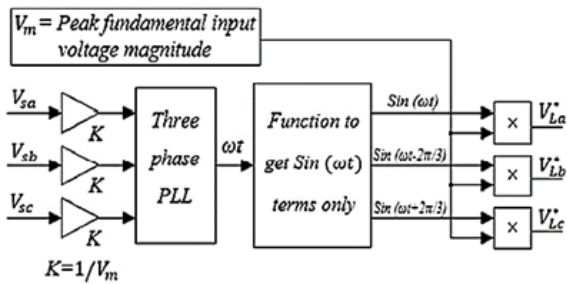 Vm = Peak fundamental input
voltage magnitude
Vsa
K
Vsb
K
Vsc
K
K=1/Vm
Three
phase
PLL
ωt
Function to
get Sin (ωt)
terms only
Sin (ωt)
Sin (ωt-2π/3)
Sin (ωt+2π/3)
×
×
×
V*La
V*Lb
V*Lc